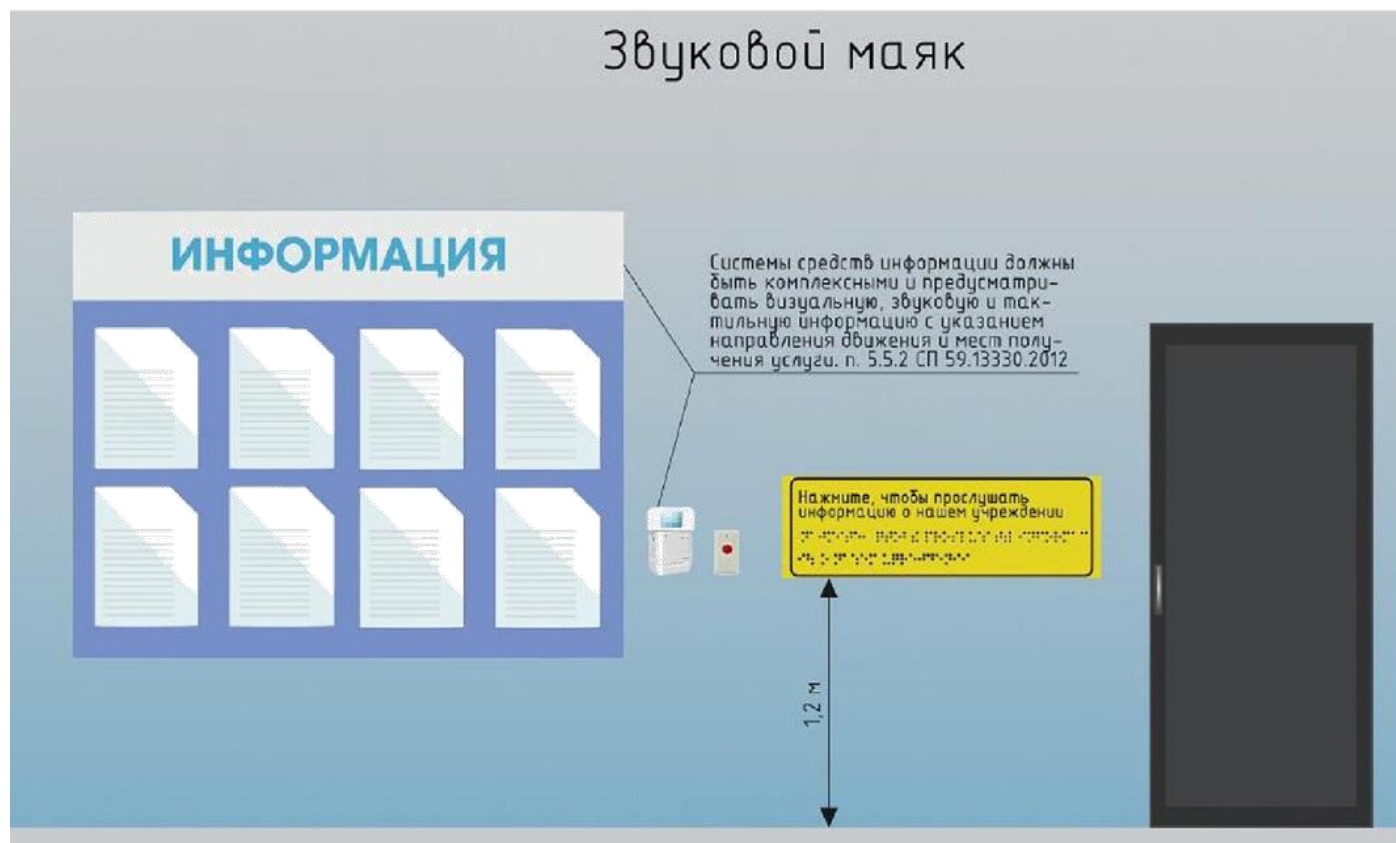 Звуковой маяк
ИНФОРМАЦИЯ
Системы средств информации должны
быть комплексными и предусматри-
вать визуальную, звуковую и так-
тильную информацию с указанием
направления движения и мест полу-
чения услуги. п. 5.5.2 СП 59.13330.2012
Нажмите, чтобы прослушать
информацию о нашем учреждении
1,2 м